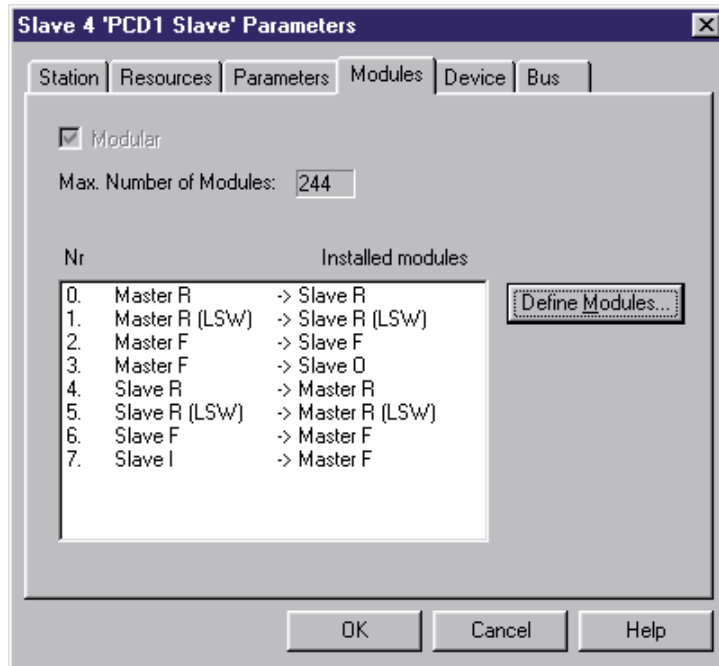 Slave 4 'PCD1 Slave' Parameters
Station Resources Parameters Modules Device Bus
Modular
Max. Number of Modules: 244
Nr Installed modules
0. Master R -> Slave R
1. Master R (LSW) -> Slave R (LSW)
2. Master F -> Slave F
3. Master F -> Slave O
4. Slave R -> Master R
5. Slave R (LSW) -> Master R (LSW)
6. Slave F -> Master F
7. Slave I -> Master F
Define Modules...
OK Cancel Help